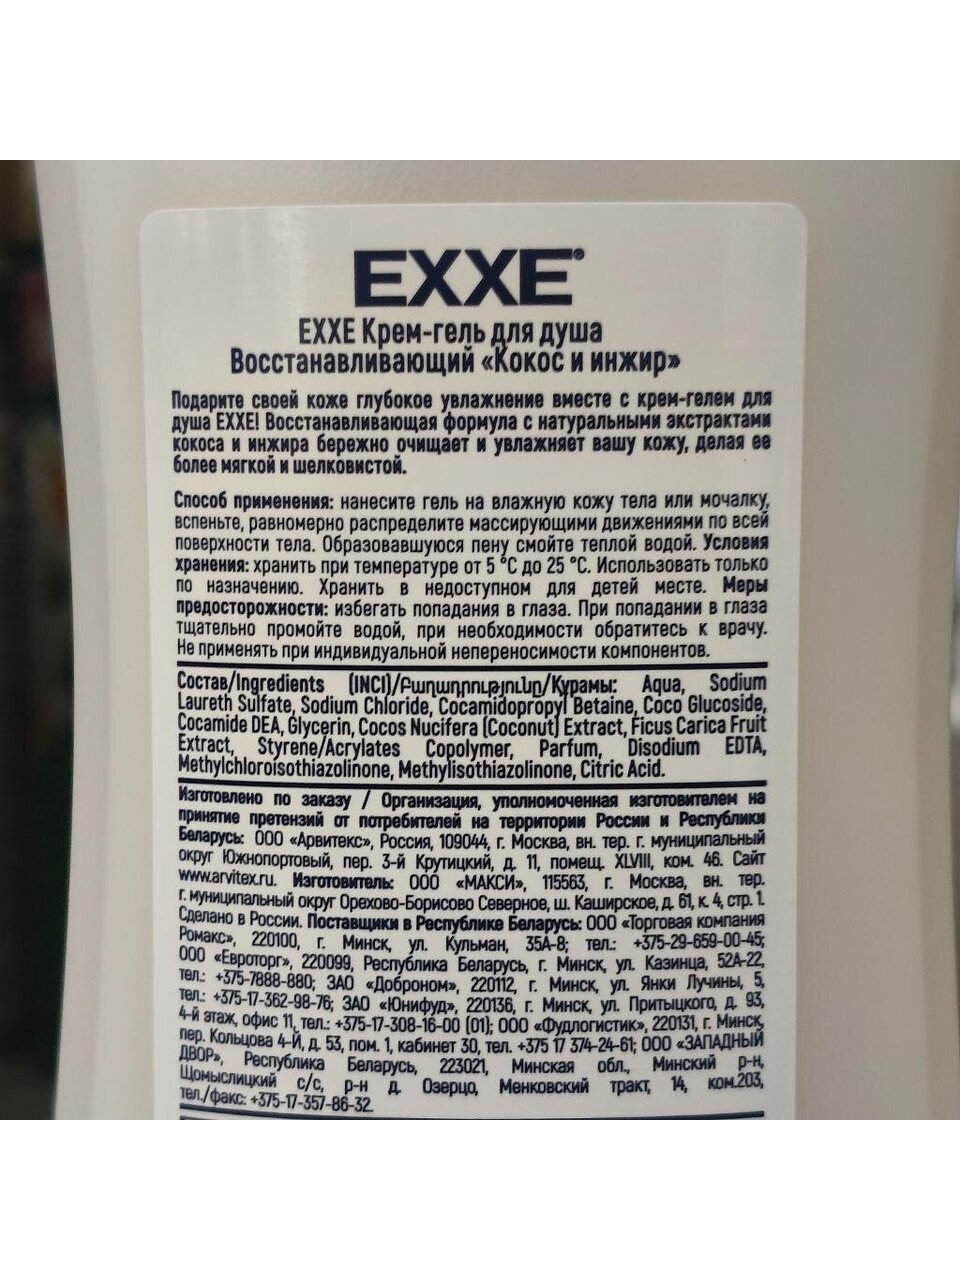 EXXE®
EXXE Крем-гель для душа
Восстанавливающий «Кокос и инжир»
Подарите своей коже глубокое увлажнение вместе с крем-гелем для
душа EXXE! Восстанавливающая формула с натуральными экстрактами
кокоса и инжира бережно очищает и увлажняет вашу кожу, делая ее
более мягкой и шелковистой.
Способ применения: нанесите гель на влажную кожу тела или мочалку,
вспеньте, равномерно распределите массирующими движениями по всей
поверхности тела. Образовавшуюся пену смойте теплой водой. Условия
хранения: хранить при температуре от 5 °C до 25 °C. Использовать только
по назначению. Хранить в недоступном для детей месте. Меры
предосторожности: избегать попадания в глаза. При попадании в глаза
тщательно промойте водой, при необходимости обратитесь к врачу.
Не применять при индивидуальной непереносимости компонентов.
Состав/Ingredients (INCI)/Բաղադրությունը/Құрамы: Aqua, Sodium
Laureth Sulfate, Sodium Chloride, Cocamidopropyl Betaine, Coco Glucoside,
Cocamide DEA, Glycerin, Cocos Nucifera (Coconut) Extract, Ficus Carica Fruit
Extract, Styrene/Acrylates Copolymer, Parfum, Disodium EDTA,
Methylchloroisothiazolinone, Methylisothiazolinone, Citric Acid.
Изготовлено по заказу / Организация, уполномоченная изготовителем на
принятие претензий от потребителей на территории России и Республики
Беларусь: ООО «Арвитекс», Россия, 109044, г. Москва, вн. тер. г. муниципальный
округ Южнопортовый, пер. 3-й Крутицкий, д. 11, помещ. XLVIII, ком. 46. Сайт
www.arvitex.ru. Изготовитель: ООО «МАКСИ», 115563, г. Москва, вн. тер.
г. муниципальный округ Орехово-Борисово Северное, ш. Каширское, д. 61, к. 4, стр. 1.
Сделано в России. Поставщики в Республике Беларусь: ООО «Торговая компания
Ромакс», 220100, г. Минск, ул. Кульман, 35А-8; тел.: +375-29-659-00-45;
ООО «Евроторг», 220099, Республика Беларусь, г. Минск, ул. Казинца, 52А-22,
тел.: +375-7888-880; ЗАО «Доброном», 220112, г. Минск, ул. Янки Лучины, 5,
тел.: +375-17-362-98-76; ЗАО «Юнифуд», 220136, г. Минск, ул. Притыцкого, д. 93,
4-й этаж, офис 11, тел.: +375-17-308-16-00 (01); ООО «Фудлогистик», 220131, г. Минск,
пер. Кольцова 4-Й, д. 53, пом. 1, кабинет 30, тел. +375 17 374-24-61; ООО «ЗАПАДНЫЙ
ДВОР», Республика Беларусь, 223021, Минская обл., Минский р-н,
Щомыслицкий с/с, р-н д. Озерцо, Менковский тракт, 14, ком.203,
тел./факс: +375-17-357-86-32.